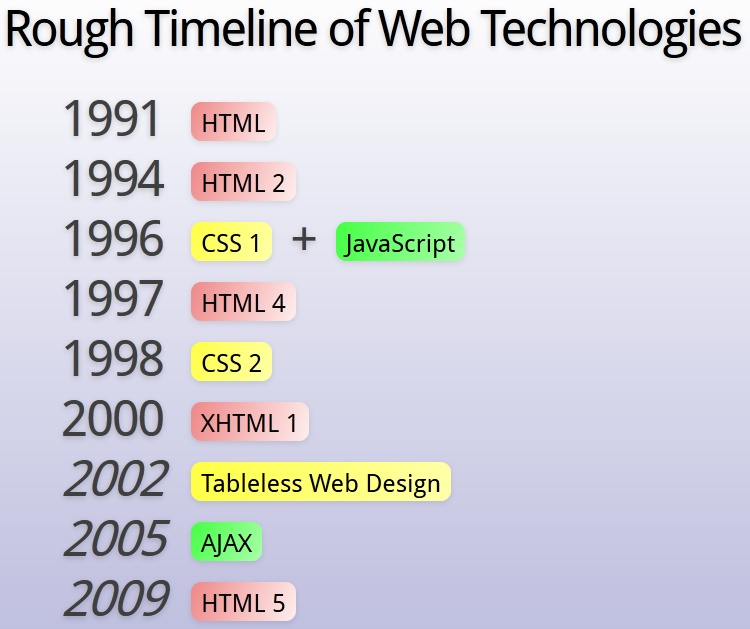 Rough Timeline of Web Technologies
1991 HTML
1994 HTML 2
1996 CSS 1 + JavaScript
1997 HTML 4
1998 CSS 2
2000 XHTML 1
2002 Tableless Web Design
2005 AJAX
2009 HTML 5